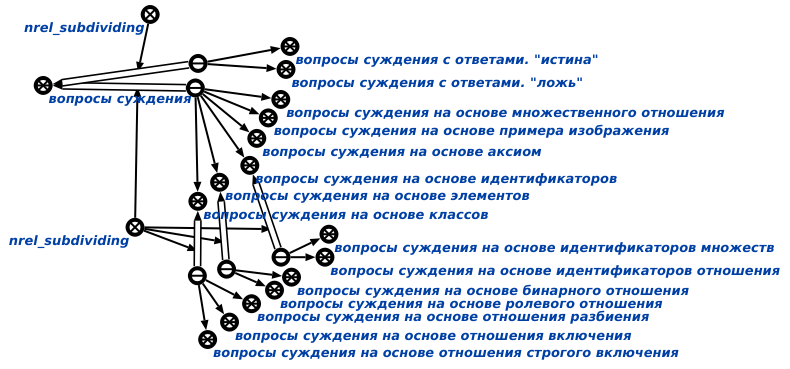 nrel_subdividing
вопросы суждения с ответами. "истина"
вопросы суждения с ответами. "ложь"
вопросы суждения
вопросы суждения на основе множественного отношения
вопросы суждения на основе примера изображения
вопросы суждения на основе аксиом
вопросы суждения на основе идентификаторов
вопросы суждения на основе элементов
вопросы суждения на основе классов
nrel_subdividing
вопросы суждения на основе идентификаторов множеств
вопросы суждения на основе идентификаторов отношения
вопросы суждения на основе бинарного отношения
вопросы суждения на основе ролевого отношения
вопросы суждения на основе отношения разбиения
вопросы суждения на основе отношения включения
вопросы суждения на основе отношения строгого включения